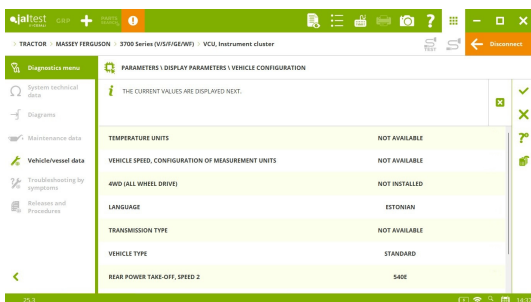 jaltest
GRP
Disconnect
TEST
TRACTOR > MASSEY FERGUSON > 3700 Series (V/S/F/GE/WF) > VCU, Instrument cluster
Diagnostics menu
PARAMETERS \ DISPLAY PARAMETERS \ VEHICLE CONFIGURATION
System technical
data
THE CURRENT VALUES ARE DISPLAYED NEXT.
Diagrams
Maintenance data
TEMPERATURE UNITS NOT AVAILABLE
Vehicle/vessel data
VEHICLE SPEED, CONFIGURATION OF MEASUREMENT UNITS NOT AVAILABLE
Troubleshooting by
symptoms
4WD (ALL WHEEL DRIVE) NOT INSTALLED
Releases and
Procedures
LANGUAGE ESTONIAN
TRANSMISSION TYPE NOT AVAILABLE
VEHICLE TYPE STANDARD
REAR POWER TAKE-OFF, SPEED 2 540E
25.3